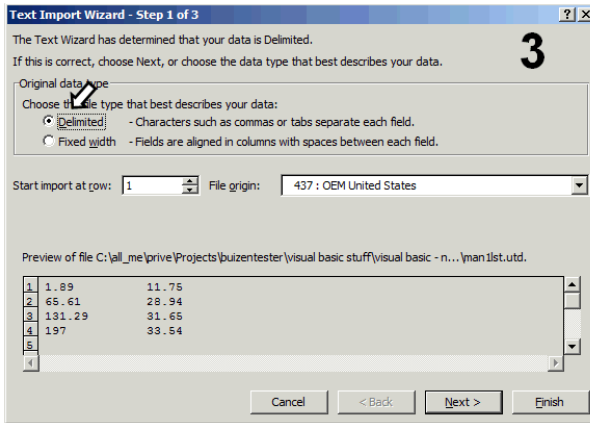 Text Import Wizard - Step 1 of 3
The Text Wizard has determined that your data is Delimited.
If this is correct, choose Next, or choose the data type that best describes your data.
3
Original data type
Choose the file type that best describes your data:
Delimited - Characters such as commas or tabs separate each field.
Fixed width - Fields are aligned in columns with spaces between each field.
Start import at row: 1 File origin: 437 : OEM United States
Preview of file C:\all_me\prive\Projects\buizentester\visual basic stuff\visual basic - n...\man1lst.utd.
1 1.89 11.75
2 65.61 28.94
3 131.29 31.65
4 197 33.54
5
Cancel < Back Next > Finish